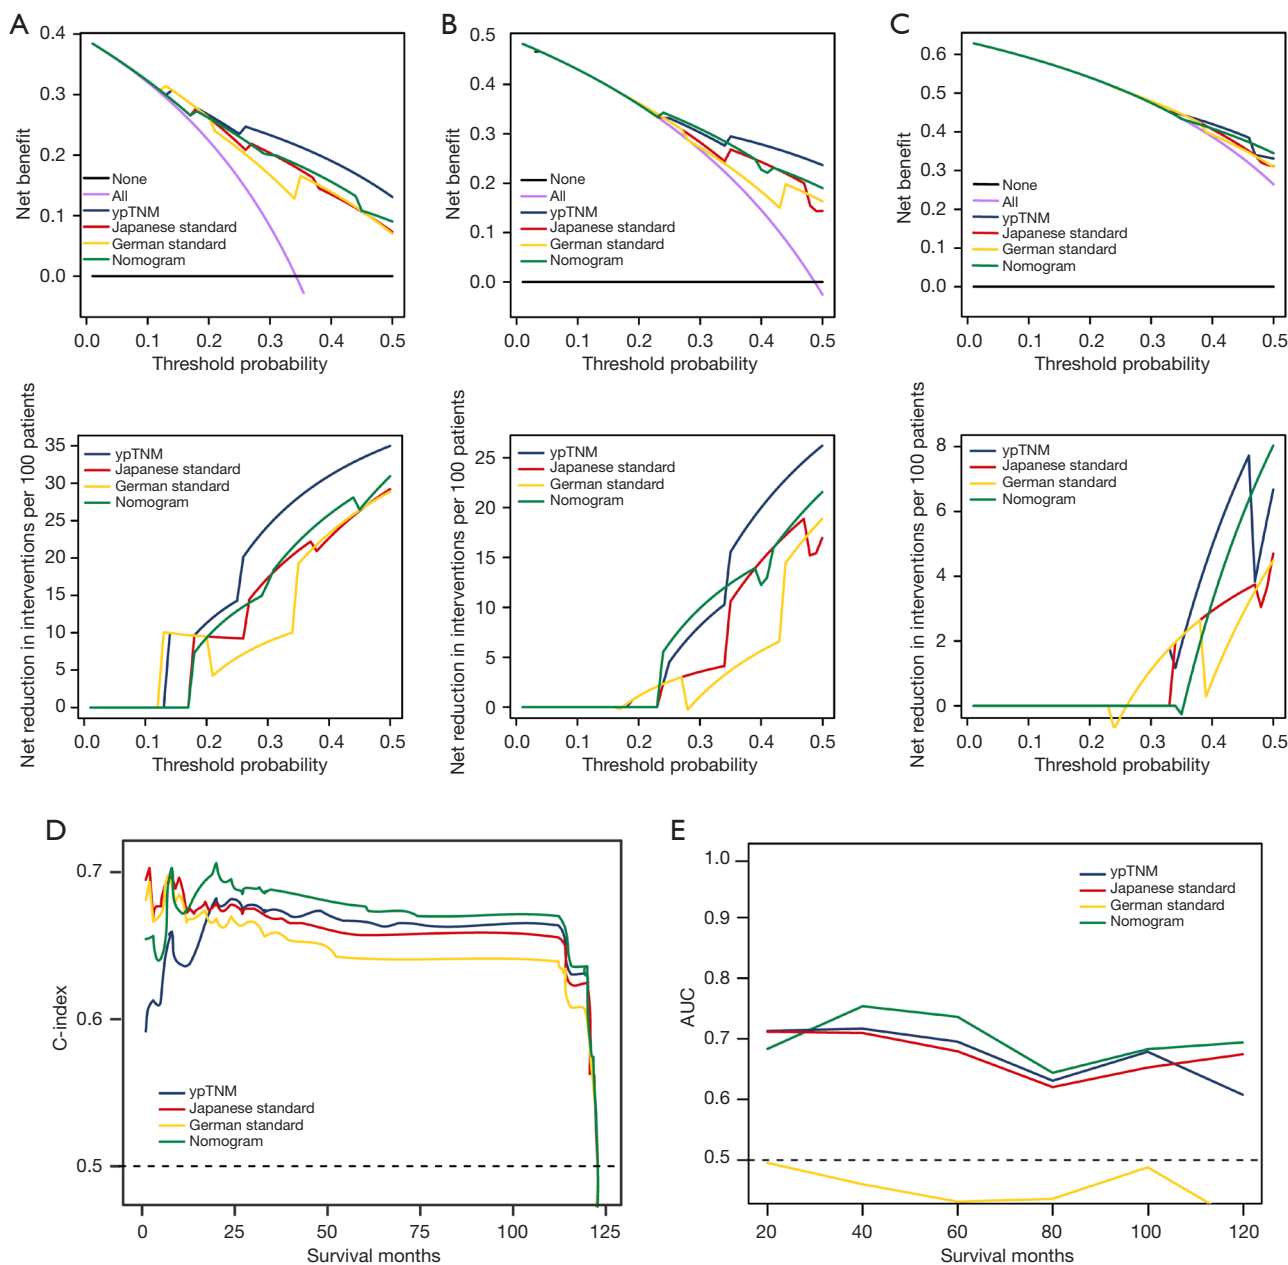 A
0.4
0.3
0.2
0.1
0.0
Net benefit
None
All
ypTNM
Japanese standard
German standard
Nomogram
0.0 0.1 0.2 0.3 0.4 0.5
Threshold probability
B
0.5
0.4
0.3
0.2
0.1
0.0
Net benefit
None
All
ypTNM
Japanese standard
German standard
Nomogram
0.0 0.1 0.2 0.3 0.4 0.5
Threshold probability
C
0.6
0.5
0.4
0.3
0.2
0.1
0.0
Net benefit
None
All
ypTNM
Japanese standard
German standard
Nomogram
0.0 0.1 0.2 0.3 0.4 0.5
Threshold probability
Net reduction in interventions per 100 patients
35
30
25
20
15
10
5
0
ypTNM
Japanese standard
German standard
Nomogram
0.0 0.1 0.2 0.3 0.4 0.5
Threshold probability
Net reduction in interventions per 100 patients
25
20
15
10
5
0
ypTNM
Japanese standard
German standard
Nomogram
0.0 0.1 0.2 0.3 0.4 0.5
Threshold probability
Net reduction in interventions per 100 patients
8
6
4
2
0
ypTNM
Japanese standard
German standard
Nomogram
0.0 0.1 0.2 0.3 0.4 0.5
Threshold probability
D
0.7
0.6
0.5
C-index
ypTNM
Japanese standard
German standard
Nomogram
0 25 50 75 100 125
Survival months
E
1.0
0.9
0.8
0.7
0.6
0.5
AUC
ypTNM
Japanese standard
German standard
Nomogram
20 40 60 80 100 120
Survival months